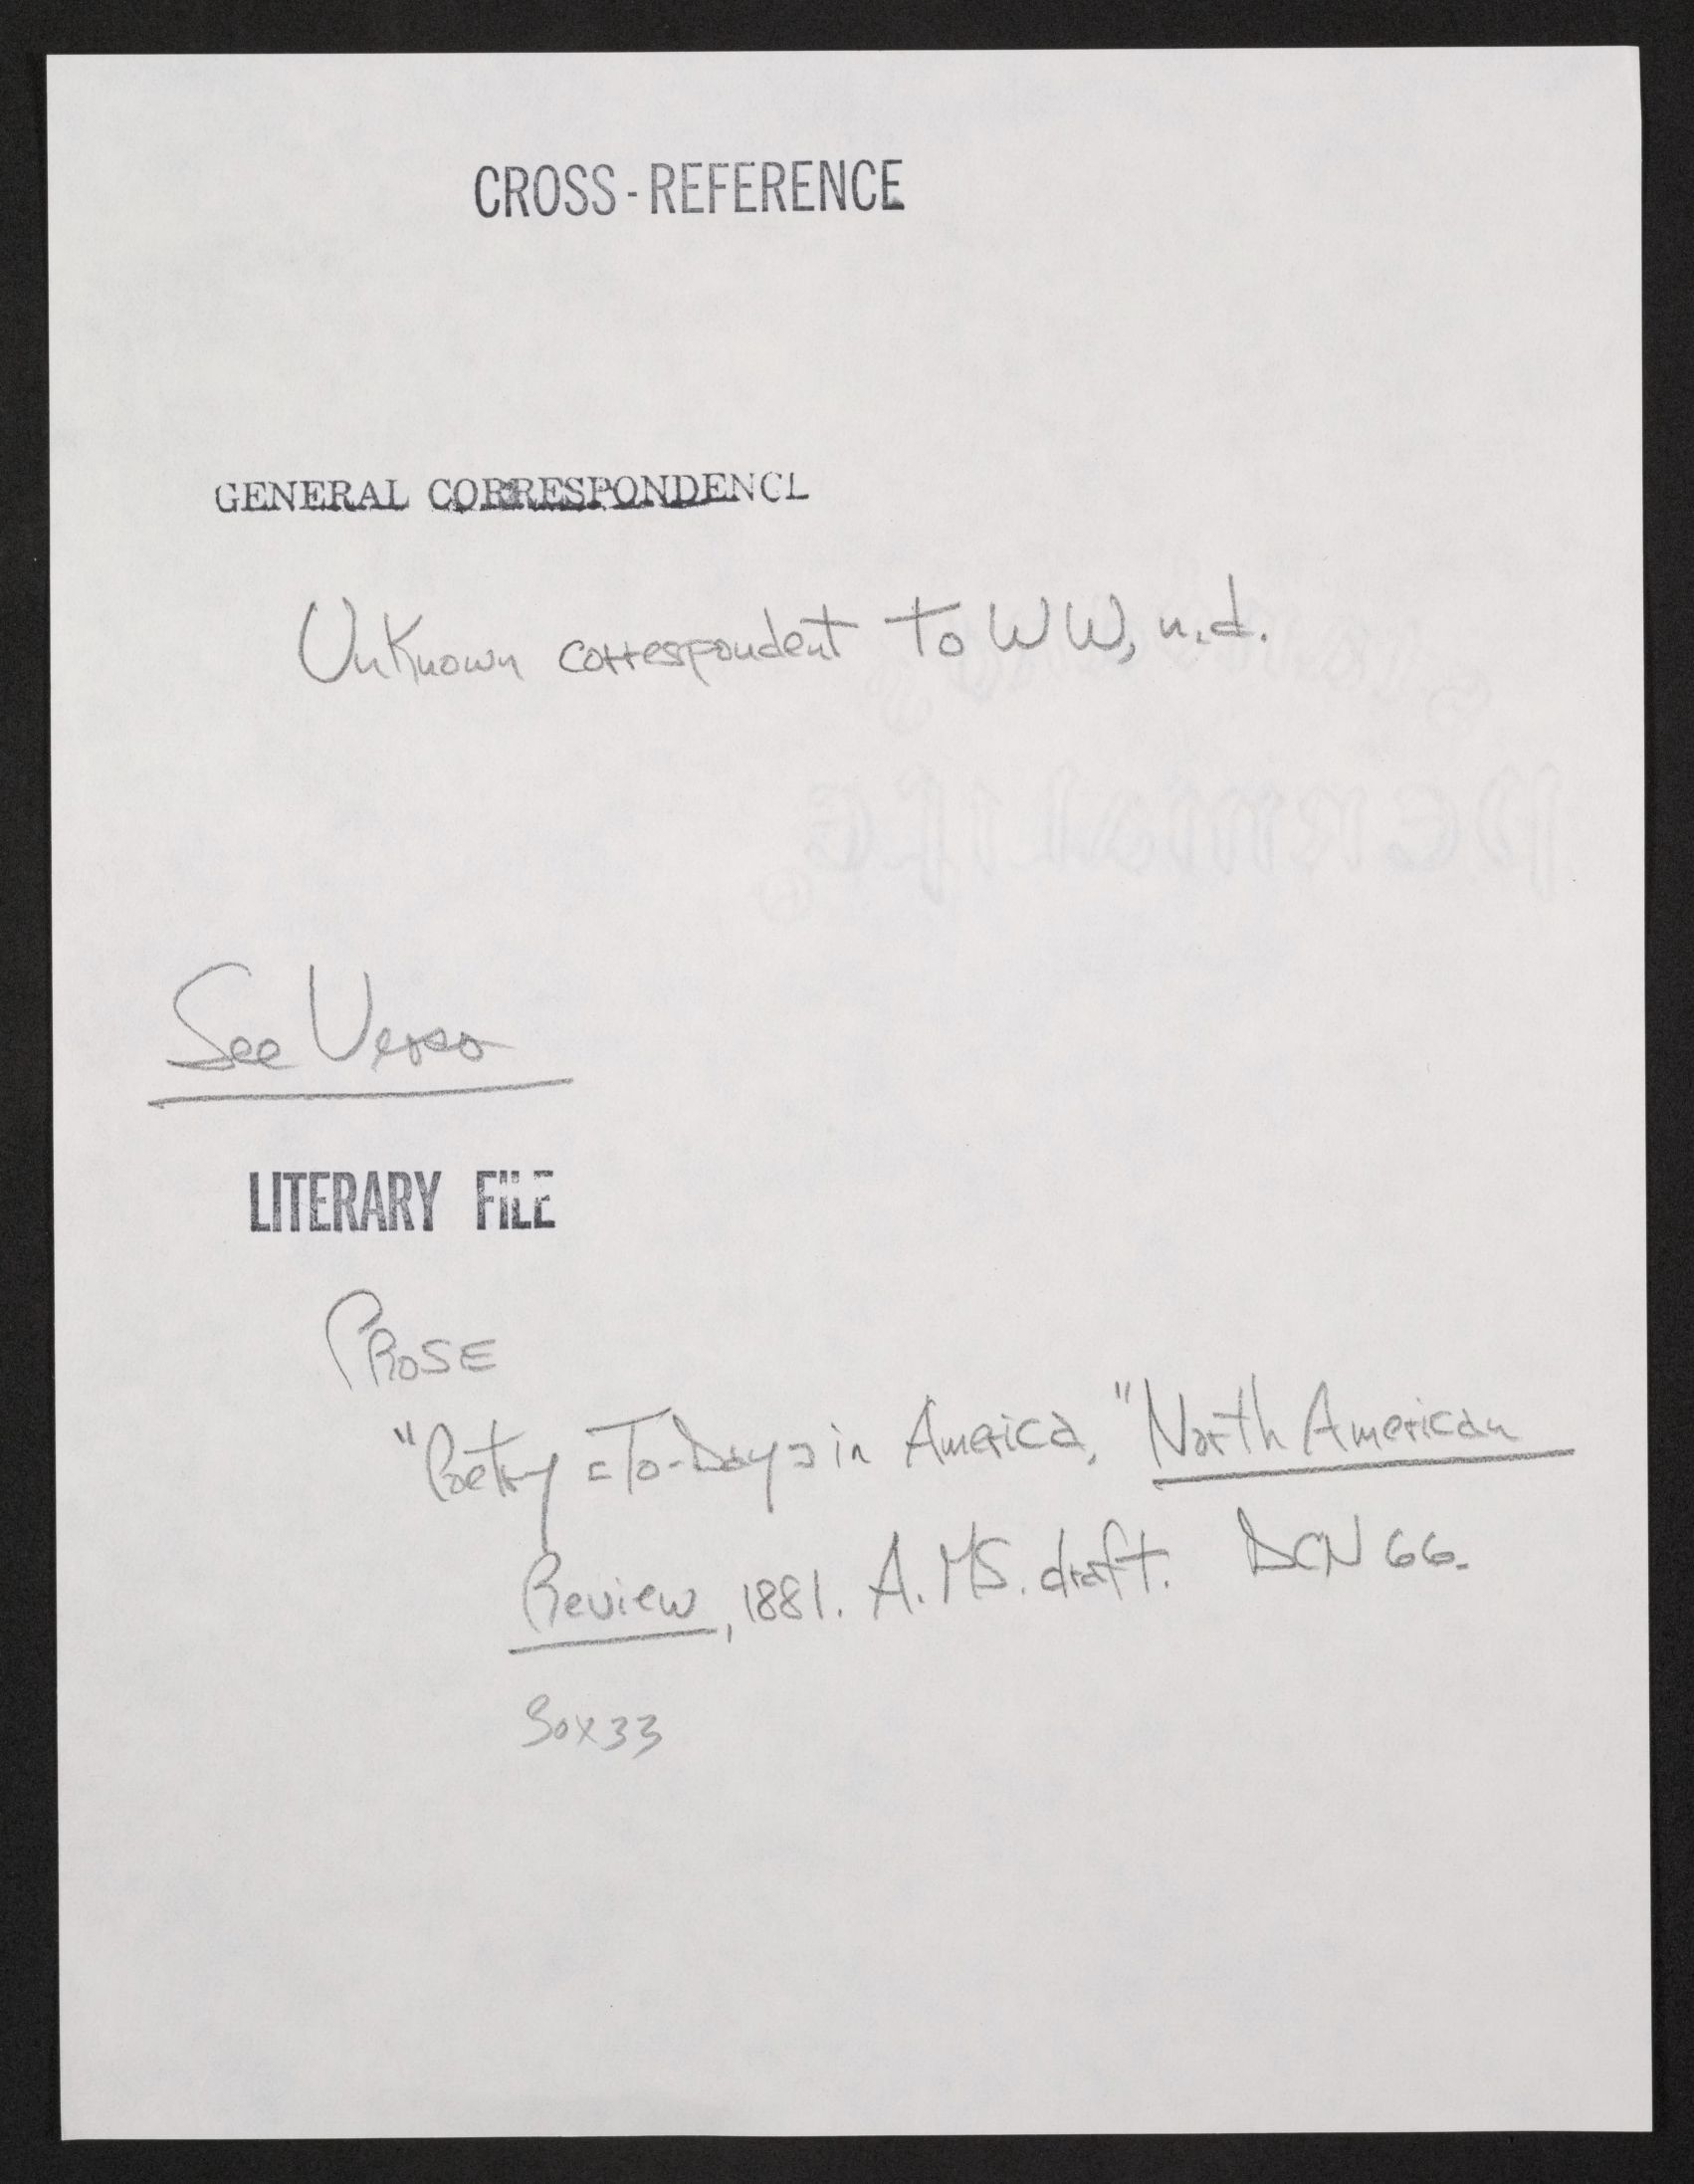 CROSS-REFERENCE
GENERAL CORRESPONDENCE
Unknown correspondent to WW, n.d.
See Verso
LITERARY FILE
PROSE
"Poetry =To-Day= in America," North American
Review, 1881. A.MS. draft. DCN 66.
Box 33